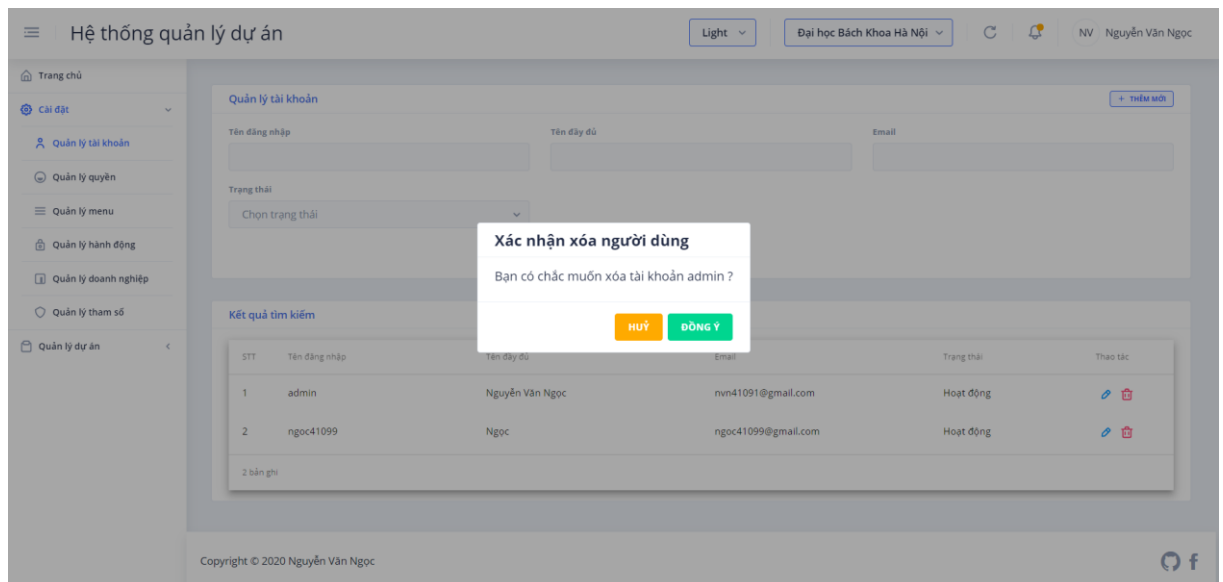 Hệ thống quản lý dự án
Light
Đại học Bách Khoa Hà Nội
NV Nguyễn Văn Ngọc
Trang chủ
Cài đặt
Quản lý tài khoản
Quản lý quyền
Quản lý menu
Quản lý hành động
Quản lý doanh nghiệp
Quản lý tham số
Quản lý dự án
Quản lý tài khoản
+ THÊM MỚI
Tên đăng nhập Tên đầy đủ Email
Trạng thái
Chọn trạng thái
Xác nhận xóa người dùng
Bạn có chắc muốn xóa tài khoản admin ?
HUỶ ĐỒNG Ý
Kết quả tìm kiếm
STT Tên đăng nhập Tên đầy đủ Email Trạng thái Thao tác
1 admin Nguyễn Văn Ngọc nvn41091@gmail.com Hoạt động
2 ngoc41099 Ngọc ngoc41099@gmail.com Hoạt động
2 bản ghi
Copyright © 2020 Nguyễn Văn Ngọc